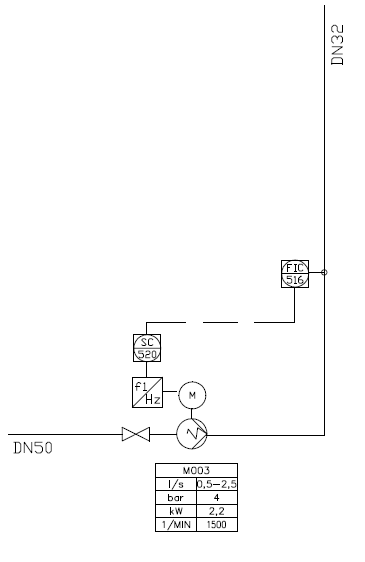 DN32
FIC
516
SC
520
f1
Hz
M
DN50
M003
l/s 0,5-2,5
bar 4
kW 2,2
1/MIN 1500